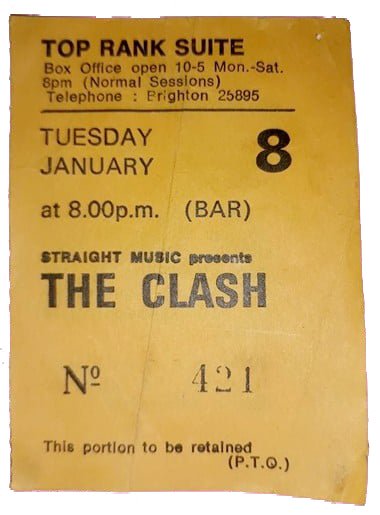 TOP RANK SUITE
Box Office open 10-5 Mon.-Sat.
8pm (Normal Sessions)
Telephone : Brighton 25895
TUESDAY
JANUARY 8
at 8.00p.m. (BAR)
STRAIGHT MUSIC presents
THE CLASH
Nº 421
This portion to be retained
(P.T.O.)